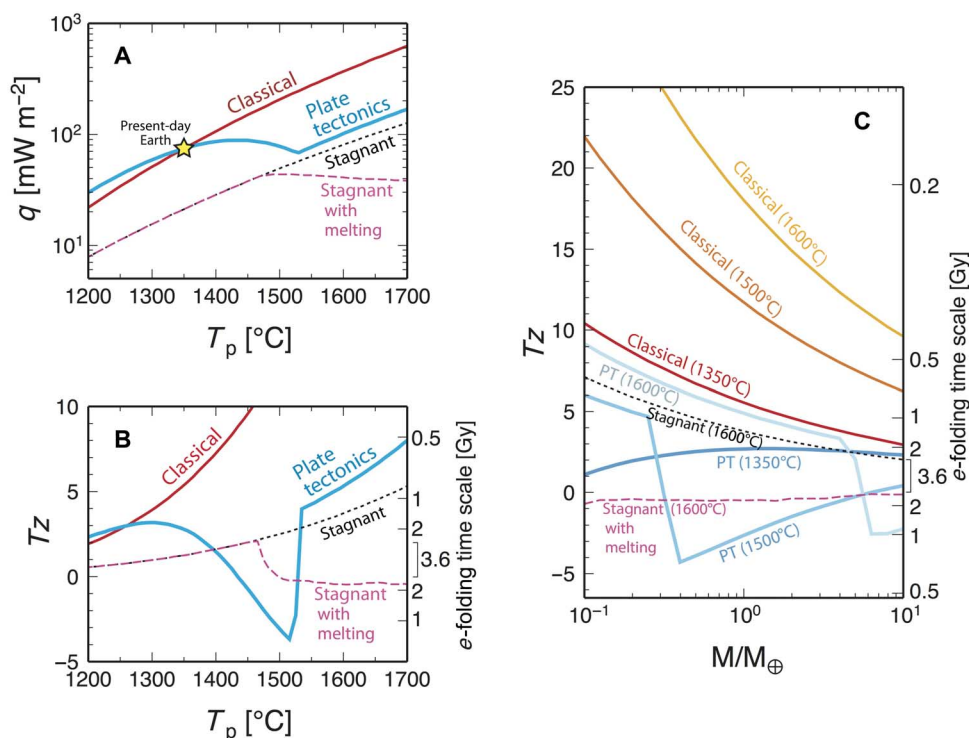 A
q [mW m⁻²]
10³
10²
10¹
Classical
Present-day
Earth
Plate
tectonics
Stagnant
Stagnant
with
melting
1200 1300 1400 1500 1600 1700
Tp [°C]
B
Tz
10
5
0
−5
Classical
Plate
tectonics
Stagnant
Stagnant
with
melting
0.5
1
2
3.6
2
1
e-folding time scale [Gy]
1200 1300 1400 1500 1600 1700
Tp [°C]
C
Tz
25
20
15
10
5
0
−5
Classical (1600°C)
Classical (1500°C)
Classical (1350°C)
PT (1600°C)
Stagnant (1600°C)
PT (1350°C)
Stagnant (1600°C)
with
melting
PT (1500°C)
0.2
0.5
1
2
3.6
2
1
0.5
e-folding time scale [Gy]
10⁻¹ 10⁰ 10¹
M/M⊕